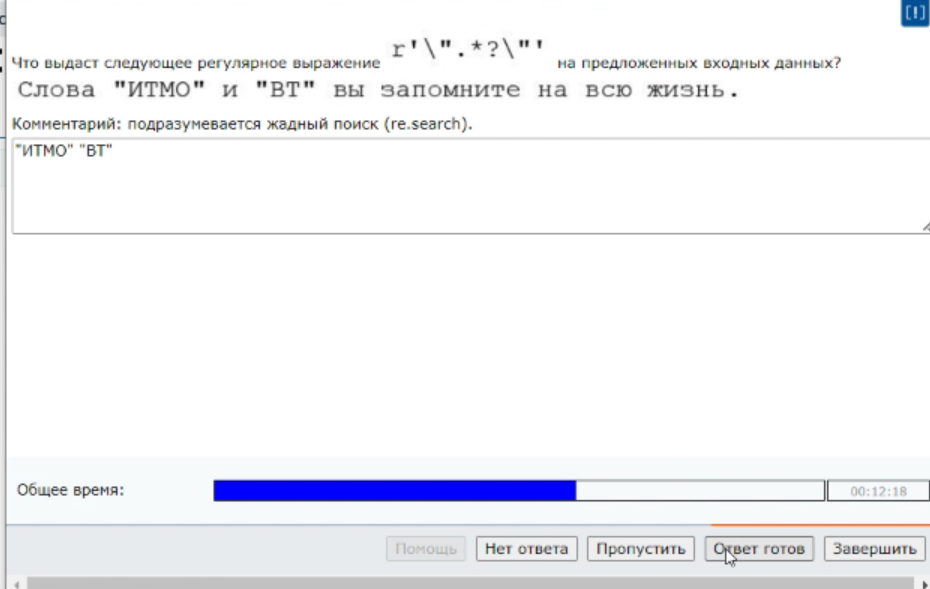 [!]
Что выдаст следующее регулярное выражение r'\".*?\"' на предложенных входных данных?
Слова "ИТМО" и "ВТ" вы запомните на всю жизнь.
Комментарий: подразумевается жадный поиск (re.search).
"ИТМО" "ВТ"
Общее время: 00:12:18
Помощь Нет ответа Пропустить Ответ готов Завершить